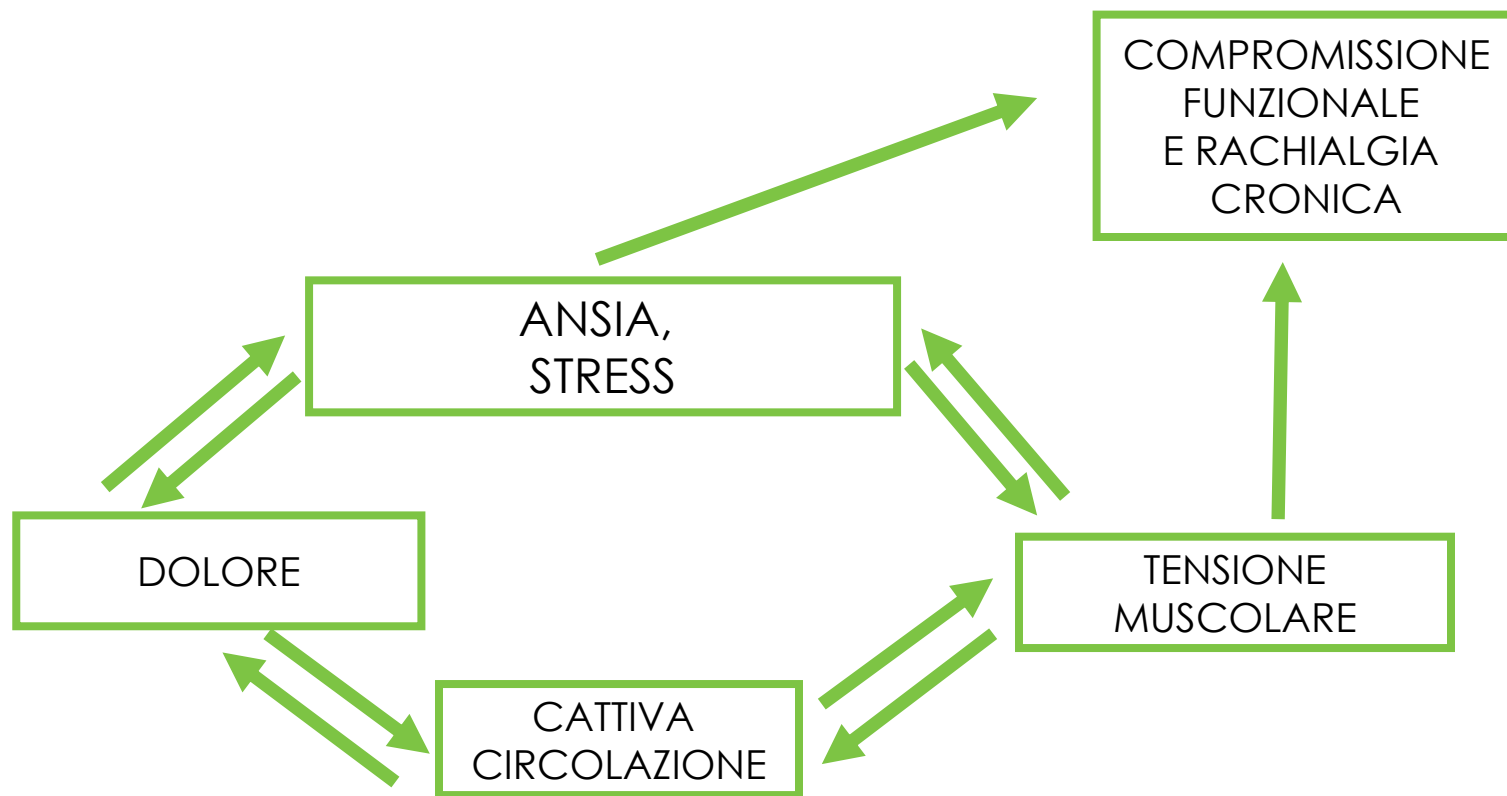 COMPROMISSIONE
FUNZIONALE
E RACHIALGIA
CRONICA
ANSIA,
STRESS
DOLORE
TENSIONE
MUSCOLARE
CATTIVA
CIRCOLAZIONE